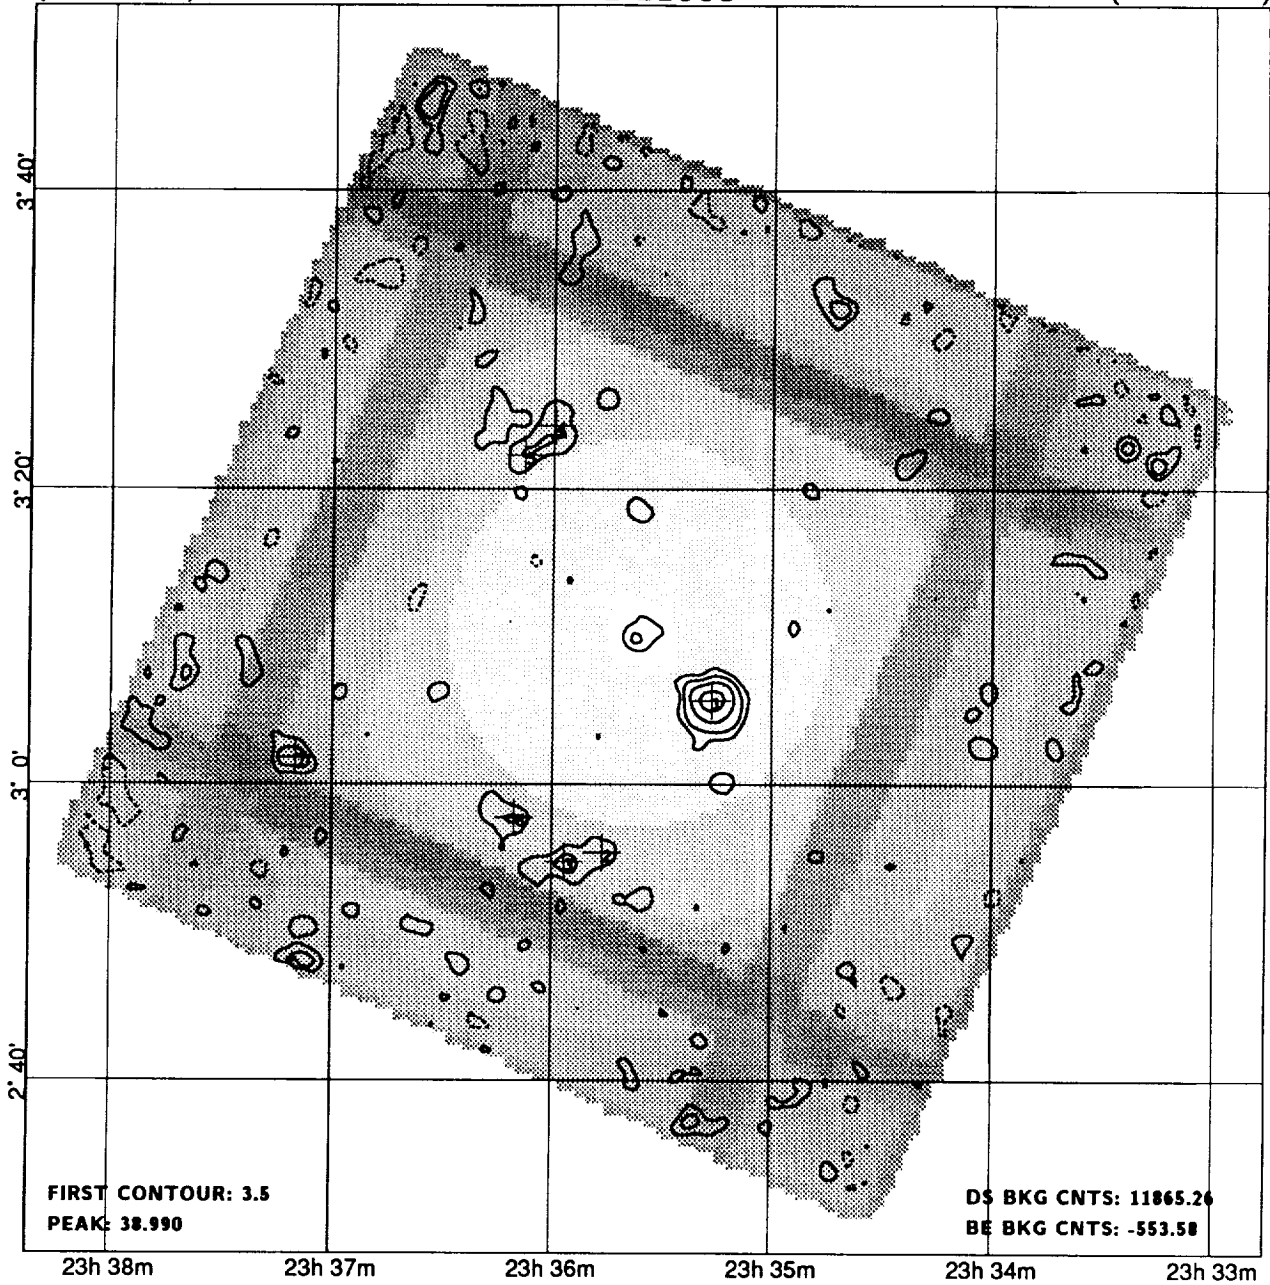 3° 40'
3° 20'
3° 0'
2° 40'
FIRST CONTOUR: 3.5
PEAK: 38.990
DS BKG CNTS: 11865.26
BE BKG CNTS: -553.58
23h 38m 23h 37m 23h 36m 23h 35m 23h 34m 23h 33m